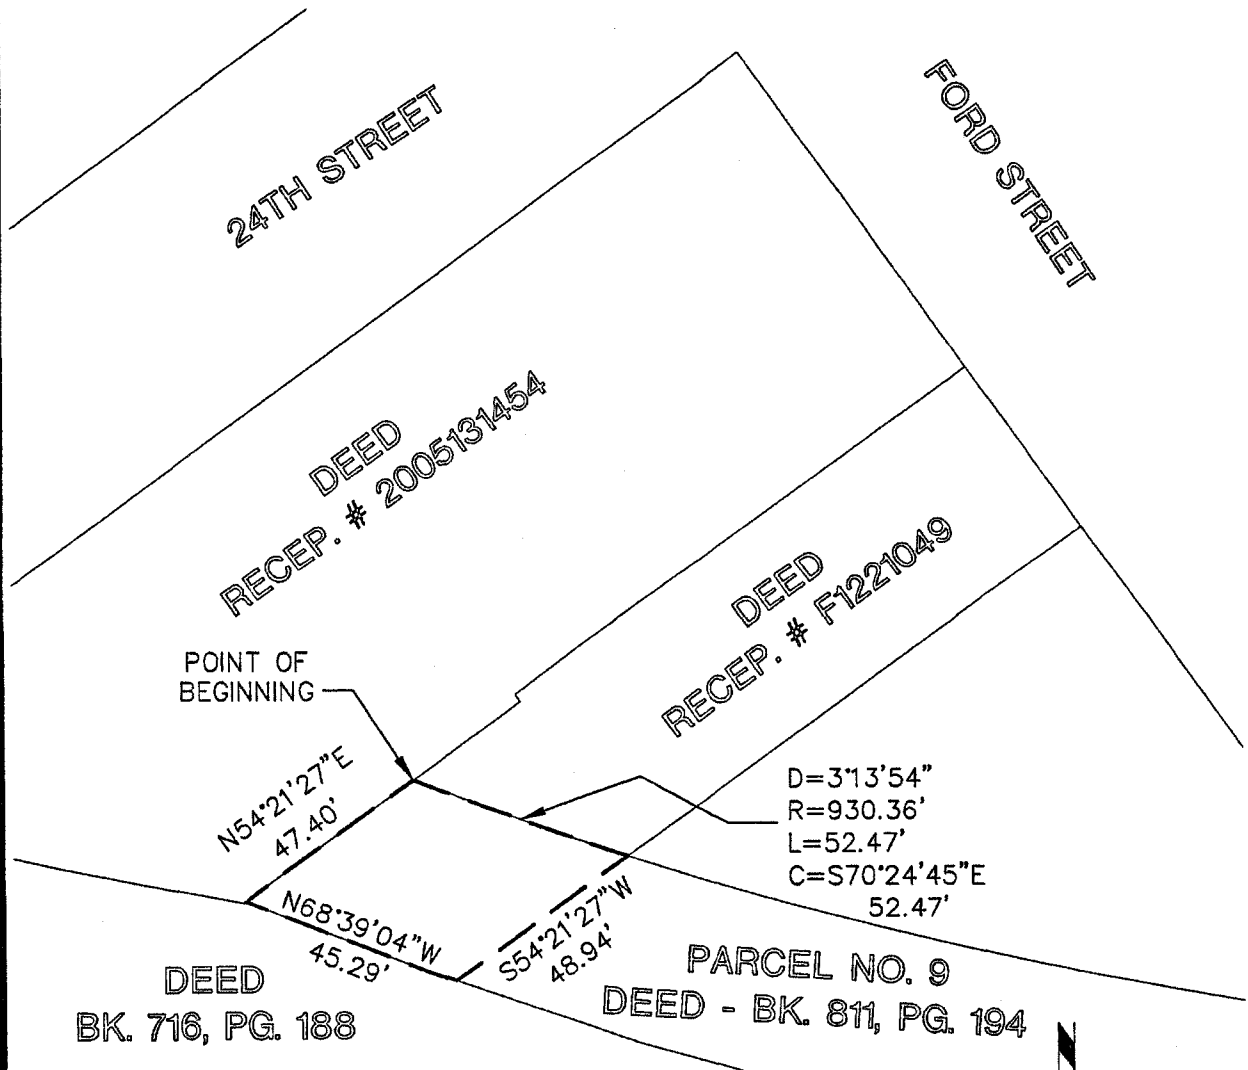 24TH STREET
FORD STREET
DEED
RECEP. # 2005131454
DEED
RECEP. # F1221049
POINT OF
BEGINNING
N54°21'27"E
47.40'
D=3°13'54"
R=930.36'
L=52.47'
C=S70°24'45"E
52.47'
N68°39'04"W
45.29'
S54°21'27"W
48.94'
DEED
BK. 716, PG. 188
PARCEL NO. 9
DEED - BK. 811, PG. 194
N